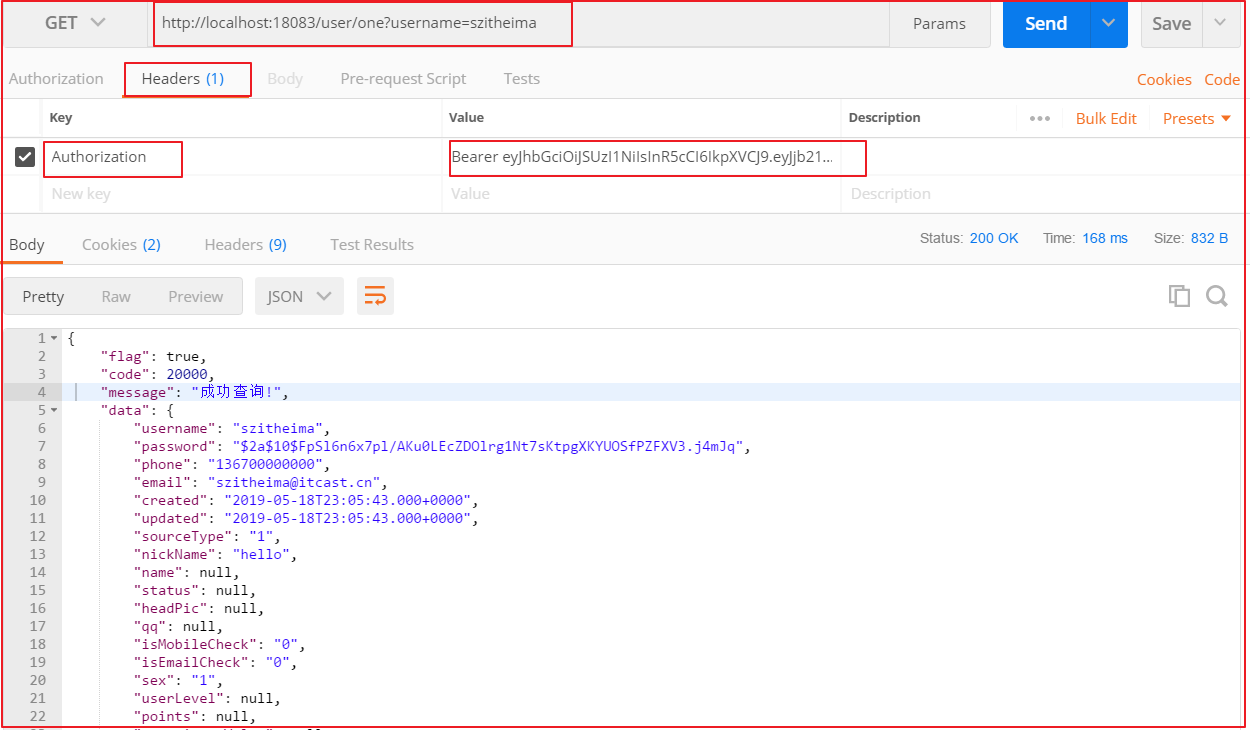 GET http://localhost:18083/user/one?username=szitheima Params Send Save
Authorization Headers (1) Body Pre-request Script Tests Cookies Code
Key Value Description ••• Bulk Edit Presets
Authorization Bearer eyJhbGciOiJSUzI1NiIsInR5cCI6IkpXVCJ9.eyJjb21...
New key Value Description
Body Cookies (2) Headers (9) Test Results Status: 200 OK Time: 168 ms Size: 832 B
Pretty Raw Preview JSON
1 {
2 "flag": true,
3 "code": 20000,
4 "message": "成功查询!",
5 "data": {
6 "username": "szitheima",
7 "password": "$2a$10$FpSl6n6x7pl/AKu0LEcZDOlrg1Nt7sKtpgXKYUOSfPZFXV3.j4mJq",
8 "phone": "136700000000",
9 "email": "szitheima@itcast.cn",
10 "created": "2019-05-18T23:05:43.000+0000",
11 "updated": "2019-05-18T23:05:43.000+0000",
12 "sourceType": "1",
13 "nickName": "hello",
14 "name": null,
15 "status": null,
16 "headPic": null,
17 "qq": null,
18 "isMobileCheck": "0",
19 "isEmailCheck": "0",
20 "sex": "1",
21 "userLevel": null,
22 "points": null,